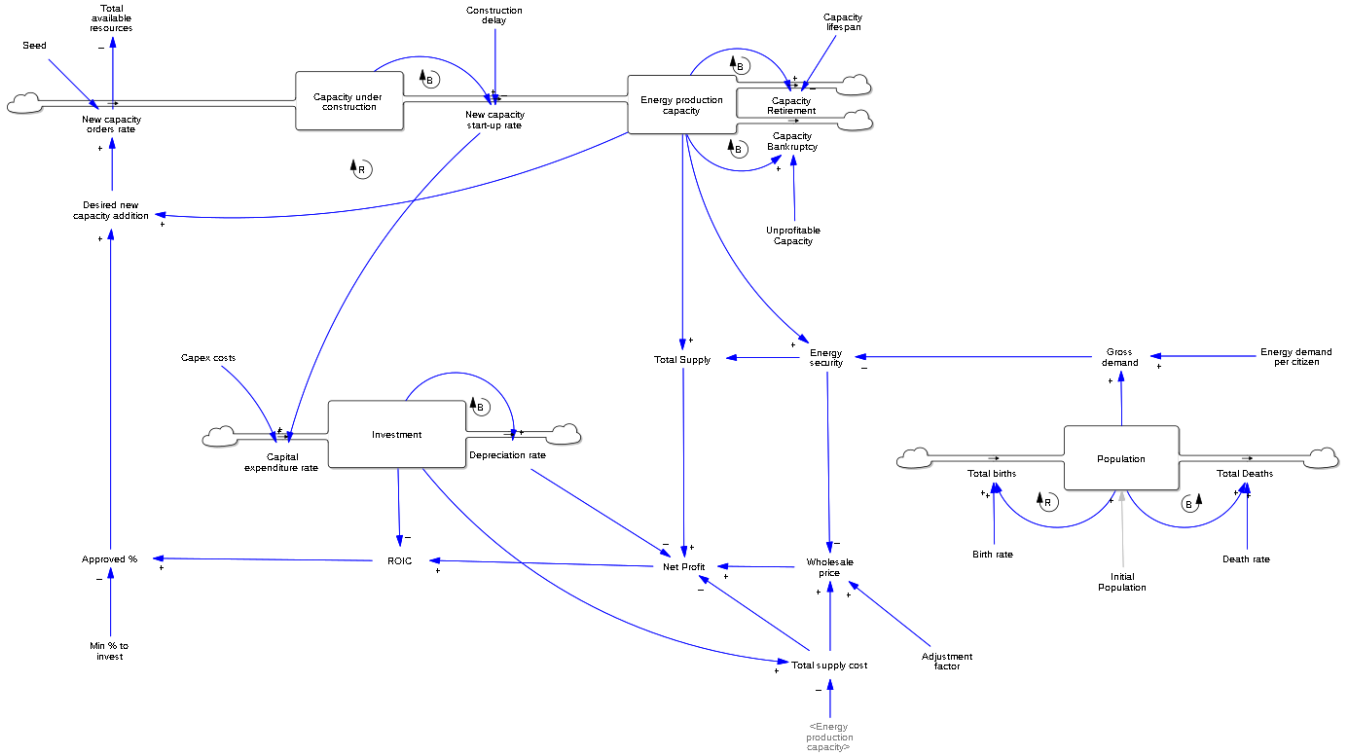 Total
available
resources
Seed
Construction
delay
Capacity
lifespan
B
B
Capacity under
construction
Energy production
capacity
New capacity
orders rate
New capacity
start-up rate
Capacity
Retirement
Capacity
Bankruptcy
B
R
Desired new
capacity addition
Unprofitable
Capacity
Capex costs
Total Supply
Energy
security
Gross
demand
Energy demand
per citizen
B
Investment
Capital
expenditure rate
Depreciation rate
Population
Total births
Total Deaths
R
B
Birth rate
Death rate
Initial
Population
Approved %
ROIC
Net Profit
Wholesale
price
Min % to
invest
Total supply cost
Adjustment
factor
<Energy
production
capacity>